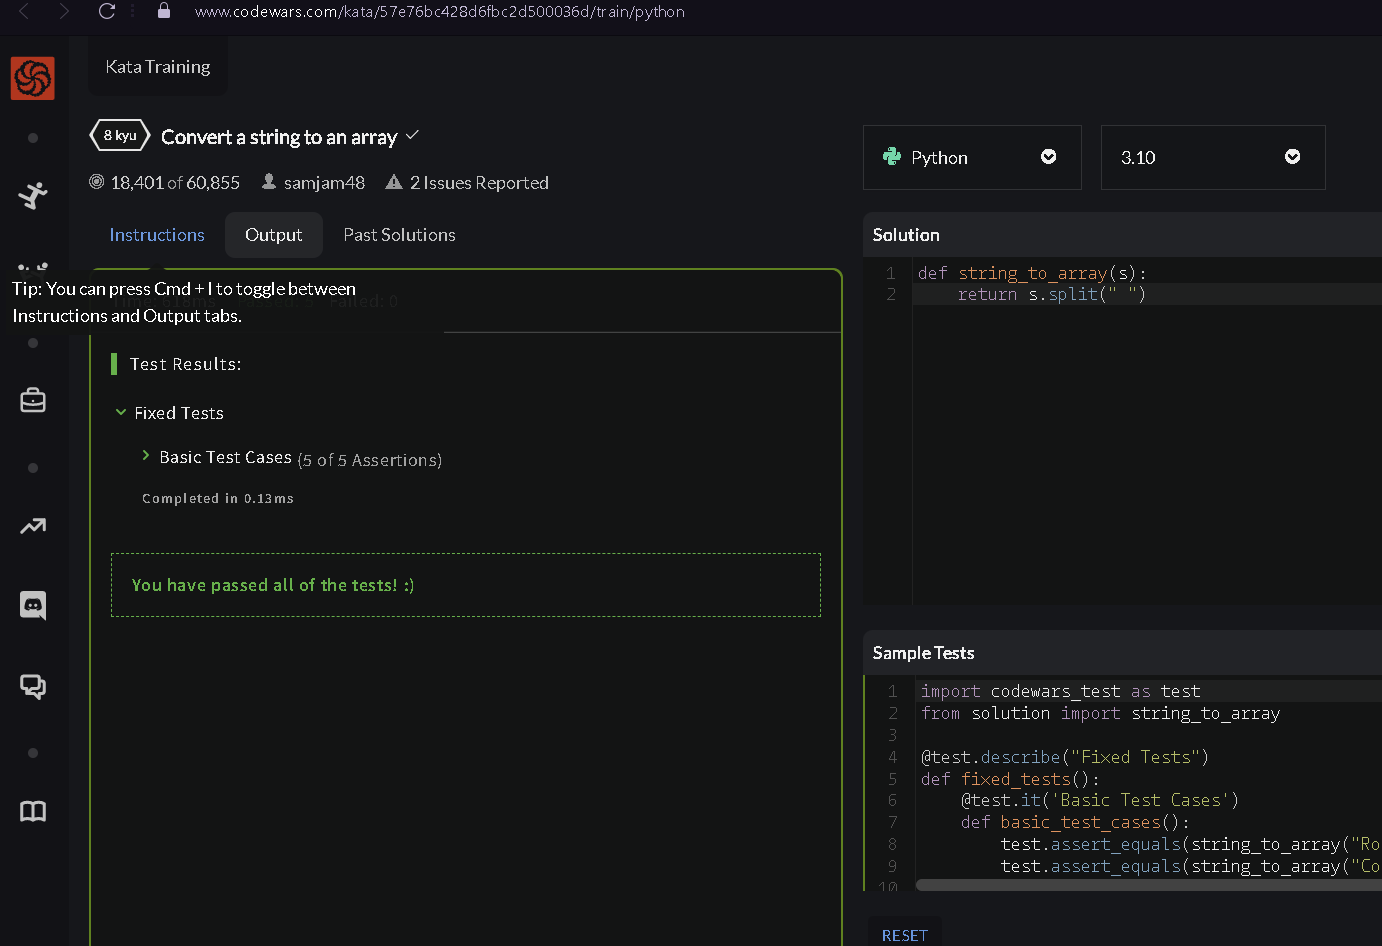 www.codewars.com/kata/57e76bc428d6fbc2d500036d/train/python
Kata Training
8 kyu
Convert a string to an array
18,401 of 60,855
samjam48
2 Issues Reported
Python
3.10
Instructions
Output
Past Solutions
Tip: You can press Cmd + I to toggle between
Instructions and Output tabs.
Failed: 0
Test Results:
Fixed Tests
Basic Test Cases (5 of 5 Assertions)
Completed in 0.13ms
You have passed all of the tests! :)
Solution
1 def string_to_array(s):
2     return s.split(" ")
Sample Tests
1 import codewars_test as test
2 from solution import string_to_array
3
4 @test.describe("Fixed Tests")
5 def fixed_tests():
6     @test.it('Basic Test Cases')
7     def basic_test_cases():
8         test.assert_equals(string_to_array("Ro
9         test.assert_equals(string_to_array("Co
10
RESET